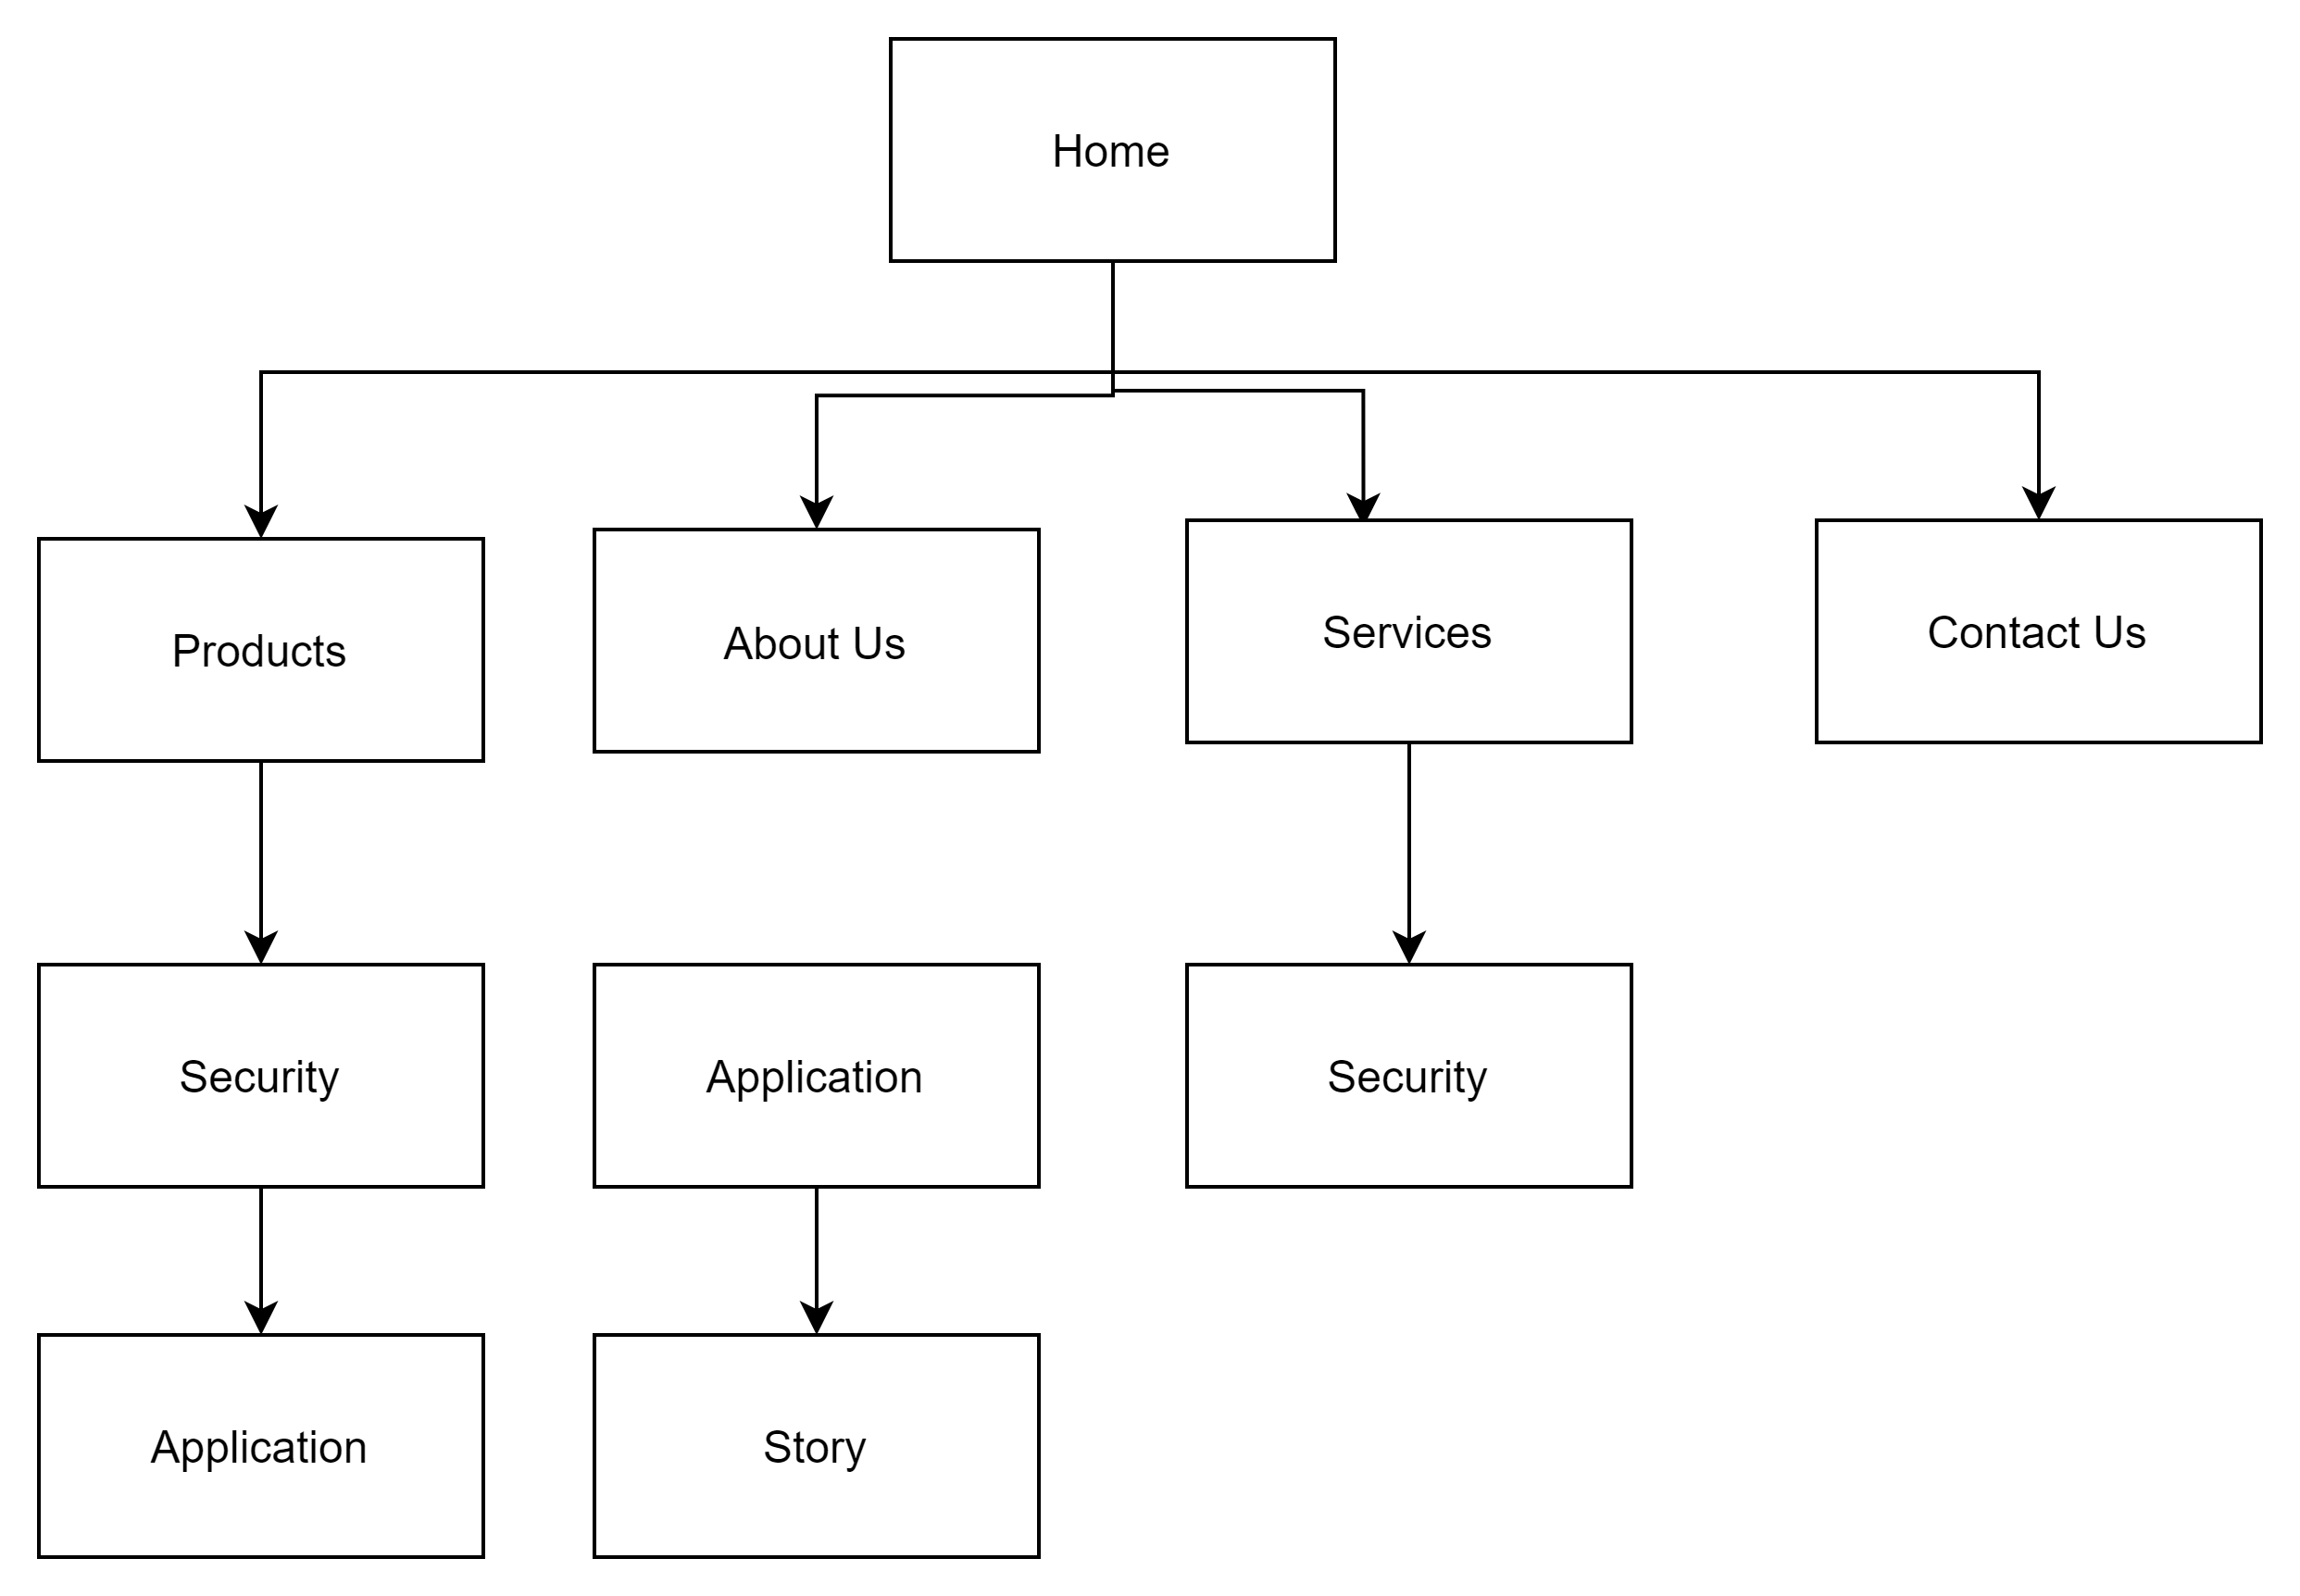 Home
Products
About Us
Services
Contact Us
Security
Application
Security
Application
Story